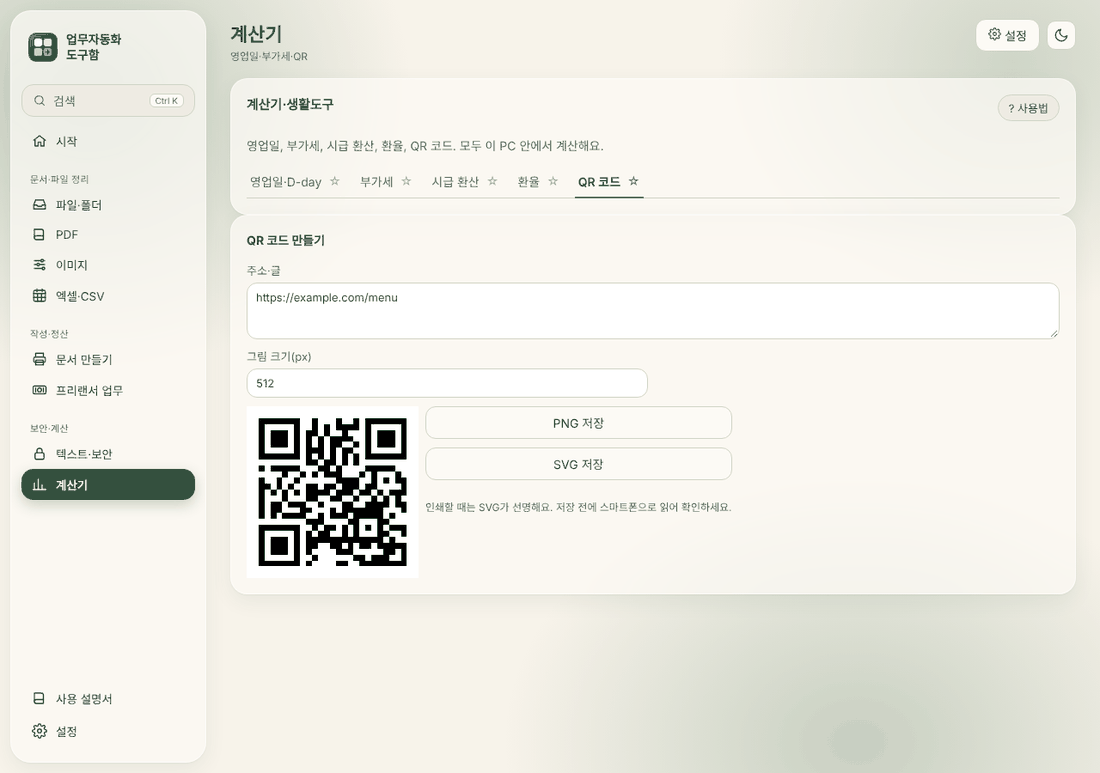 업무자동화
도구함
검색
Ctrl K
시작
문서·파일 정리
파일·폴더
PDF
이미지
엑셀·CSV
작성·정산
문서 만들기
프리랜서 업무
보안·계산
텍스트·보안
계산기
사용 설명서
설정
계산기
영업일·부가세·QR
설정
계산기·생활도구
? 사용법
영업일, 부가세, 시급 환산, 환율, QR 코드. 모두 이 PC 안에서 계산해요.
영업일·D-day ☆ 부가세 ☆ 시급 환산 ☆ 환율 ☆ QR 코드 ☆
QR 코드 만들기
주소·글
https://example.com/menu
그림 크기(px)
512
PNG 저장
SVG 저장
인쇄할 때는 SVG가 선명해요. 저장 전에 스마트폰으로 읽어 확인하세요.